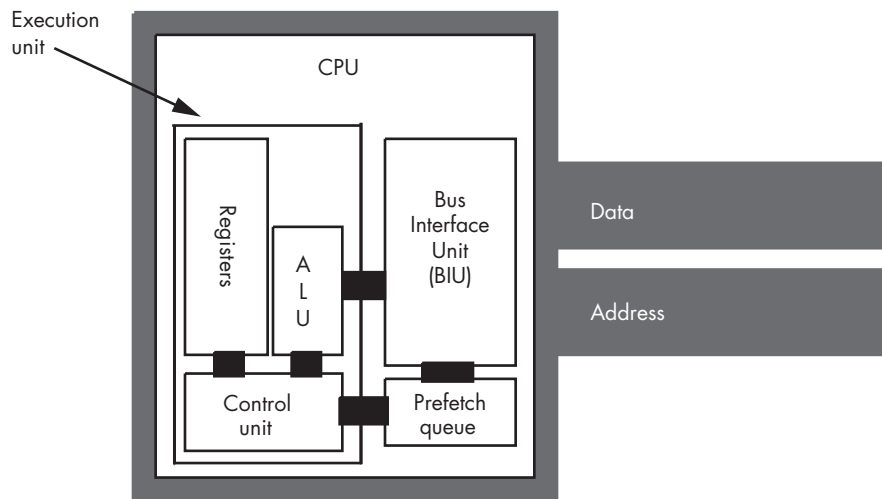 Execution
unit
CPU
Registers
A
L
U
Bus
Interface
Unit
(BIU)
Data
Address
Control
unit
Prefetch
queue